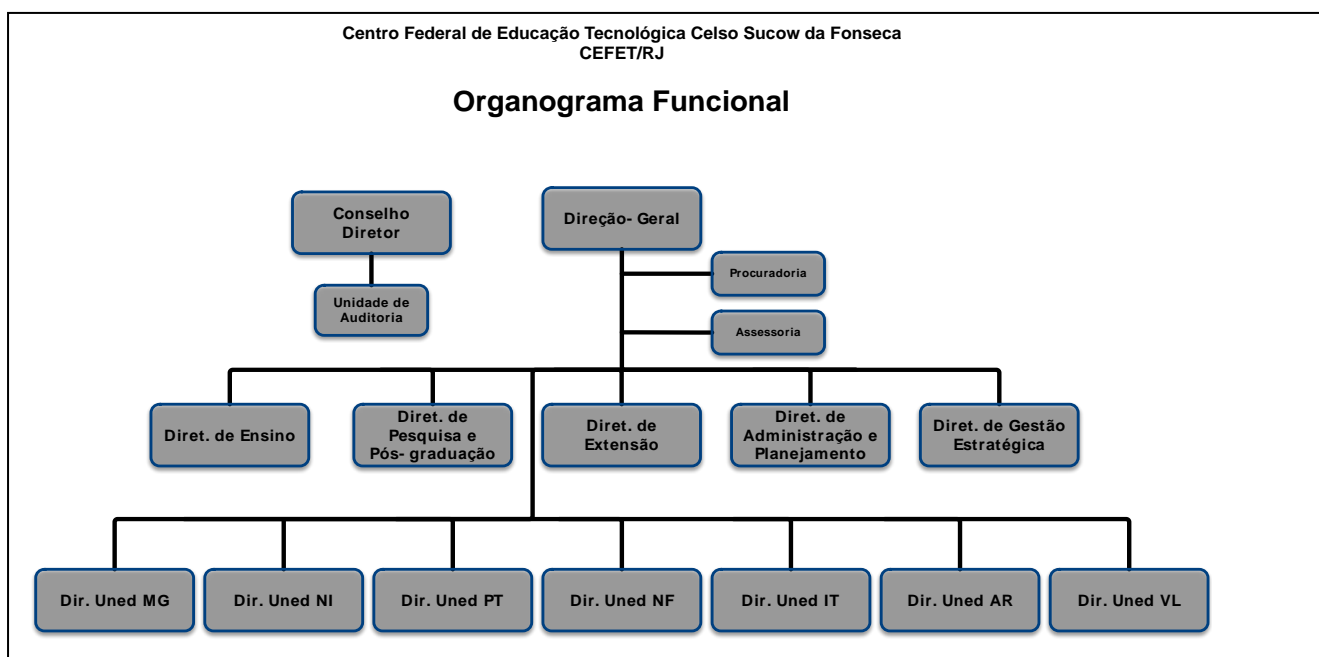 Centro Federal de Educação Tecnológica Celso Sucow da Fonseca
CEFET/RJ
Organograma Funcional
Conselho
Diretor
Direção- Geral
Procuradoria
Unidade de
Auditoria
Assessoria
Diret. de Ensino
Diret. de
Pesquisa e
Pós- graduação
Diret. de
Extensão
Diret. de
Administração e
Planejamento
Diret. de Gestão
Estratégica
Dir. Uned MG
Dir. Uned NI
Dir. Uned PT
Dir. Uned NF
Dir. Uned IT
Dir. Uned AR
Dir. Uned VL